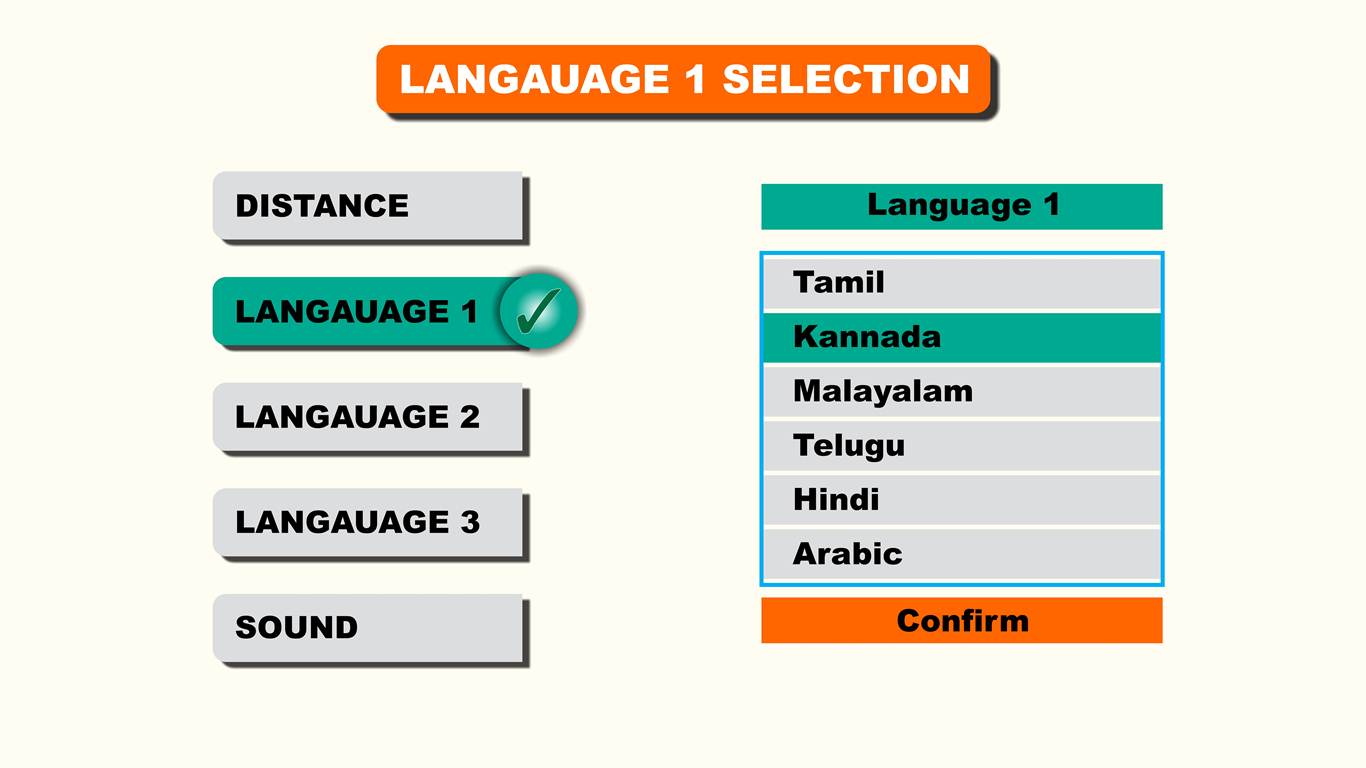 LANGAUAGE 1 SELECTION
DISTANCE
LANGAUAGE 1
LANGAUAGE 2
LANGAUAGE 3
SOUND
Language 1
Tamil
Kannada
Malayalam
Telugu
Hindi
Arabic
Confirm